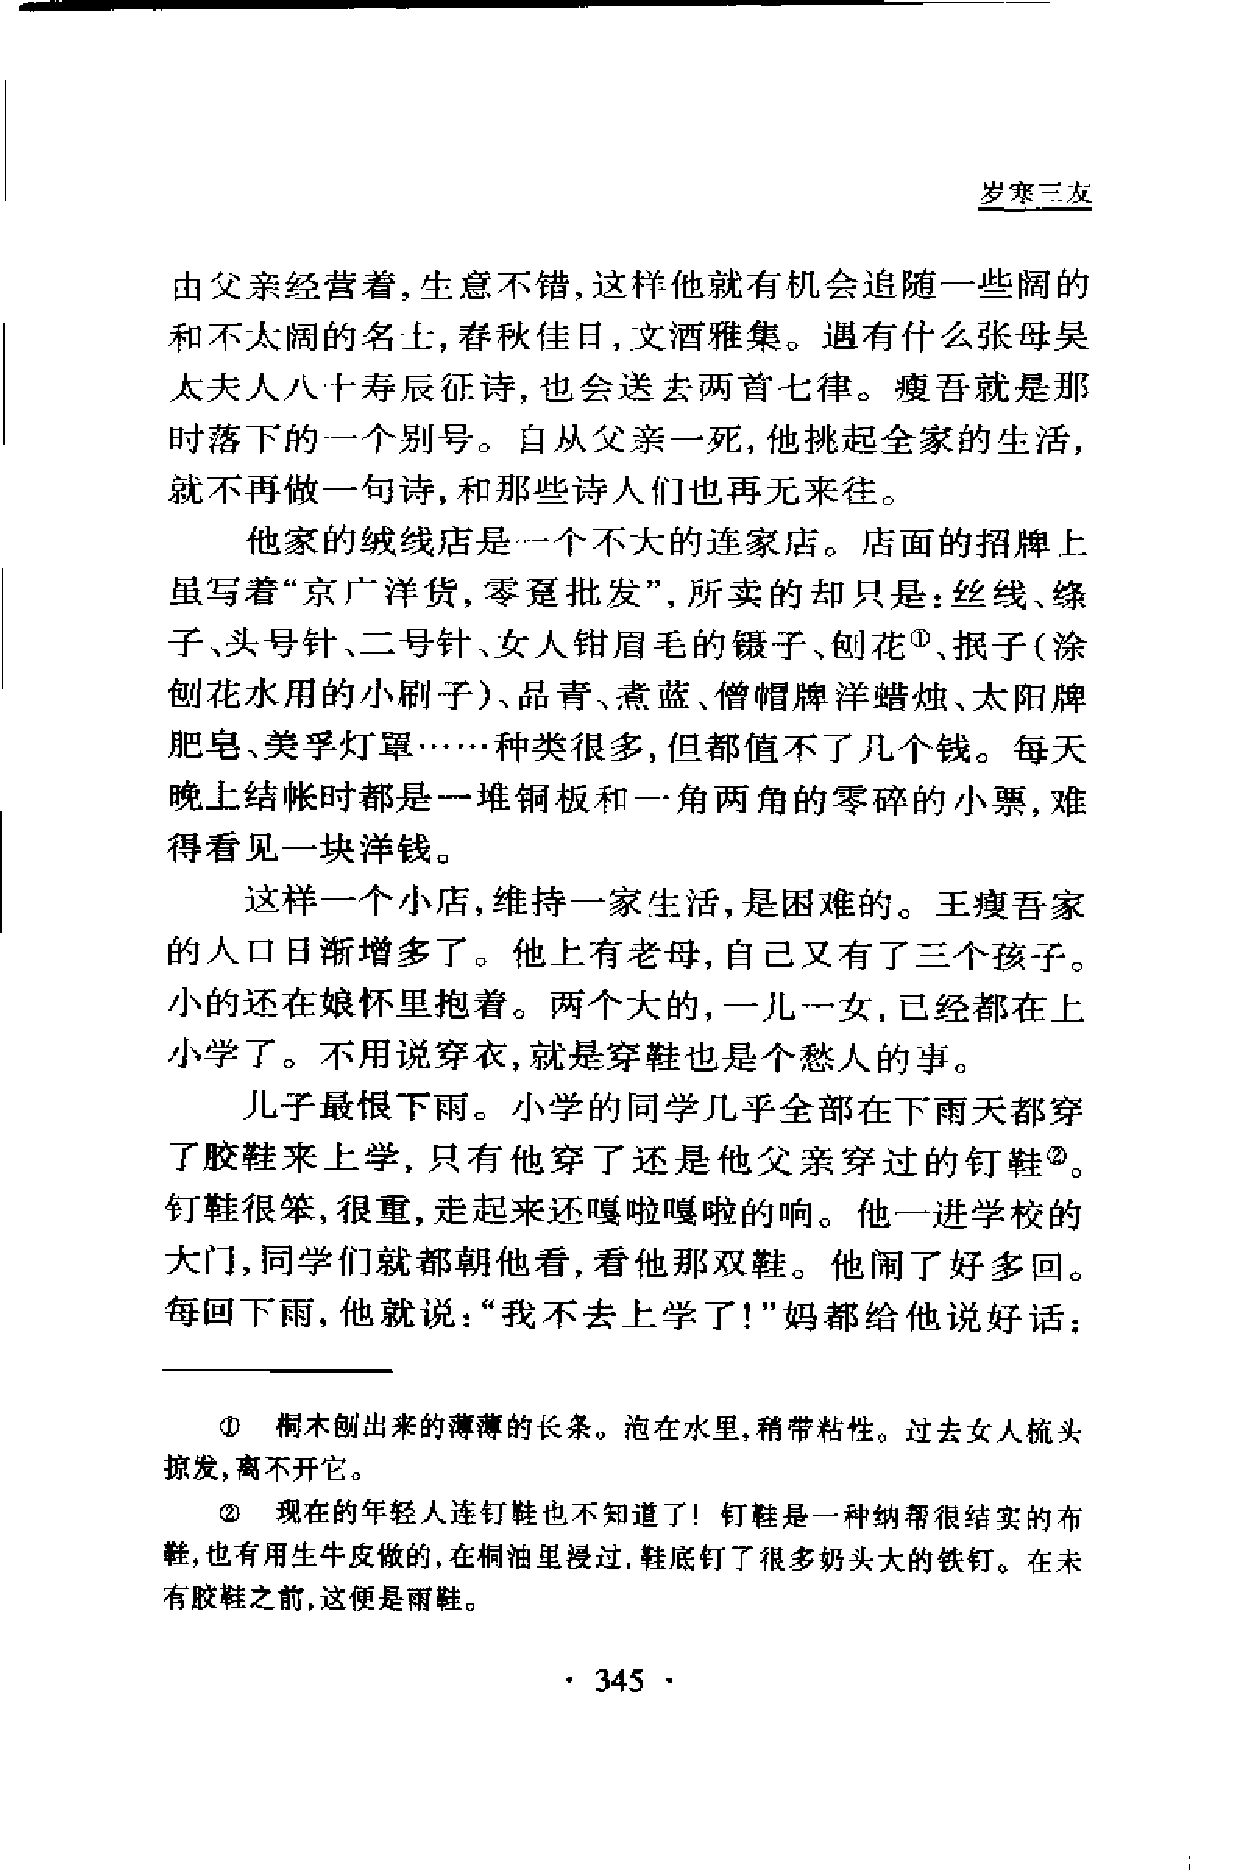 岁寒三友
由父亲经营着,生意不错,这样他就有机会追随一些阔的
和不太阔的名士,春秋佳日,文酒雅集。遇有什么张母吴
太夫人八十寿辰征诗,也会送去两首七律。瘦吾就是那
时落下的一个别号。自从父亲一死,他挑起全家的生活,
就不再做一句诗,和那些诗人们也再无来往。
他家的绒线店是一个不大的连家店。店面的招牌上
虽写着“京广洋货,零趸批发”,所卖的却只是:丝线、绦
子、头号针、二号针、女人钳眉毛的镊子、刨花①、抿子(涂
刨花水用的小刷子)、品青、煮蓝、僧帽牌洋蜡烛、太阳牌
肥皂、美孚灯罩……种类很多,但都值不了几个钱。每天
晚上结帐时都是一堆铜板和一角两角的零碎的小票,难
得看见一块洋钱。
这样一个小店,维持一家生活,是困难的。王瘦吾家
的人口日渐增多了。他上有老母,自己又有了三个孩子。
小的还在娘怀里抱着。两个大的,一儿一女,已经都在上
小学了。不用说穿衣,就是穿鞋也是个愁人的事。
儿子最恨下雨。小学的同学几乎全部在下雨天都穿
了胶鞋来上学,只有他穿了还是他父亲穿过的钉鞋②。
钉鞋很笨,很重,走起来还嘎啦嘎啦的响。他一进学校的
大门,同学们就都朝他看,看他那双鞋。他闹了好多回。
每回下雨,他就说:“我不去上学了!”妈都给他说好话:
① 桐木刨出来的薄薄的长条。泡在水里,稍带粘性。过去女人梳头
掠发,离不开它。
② 现在的年轻人连钉鞋也不知道了! 钉鞋是一种纳帮很结实的布
鞋,也有用生牛皮做的,在桐油里浸过,鞋底钉了很多奶头大的铁钉。在未
有胶鞋之前,这便是雨鞋。
· 345 ·